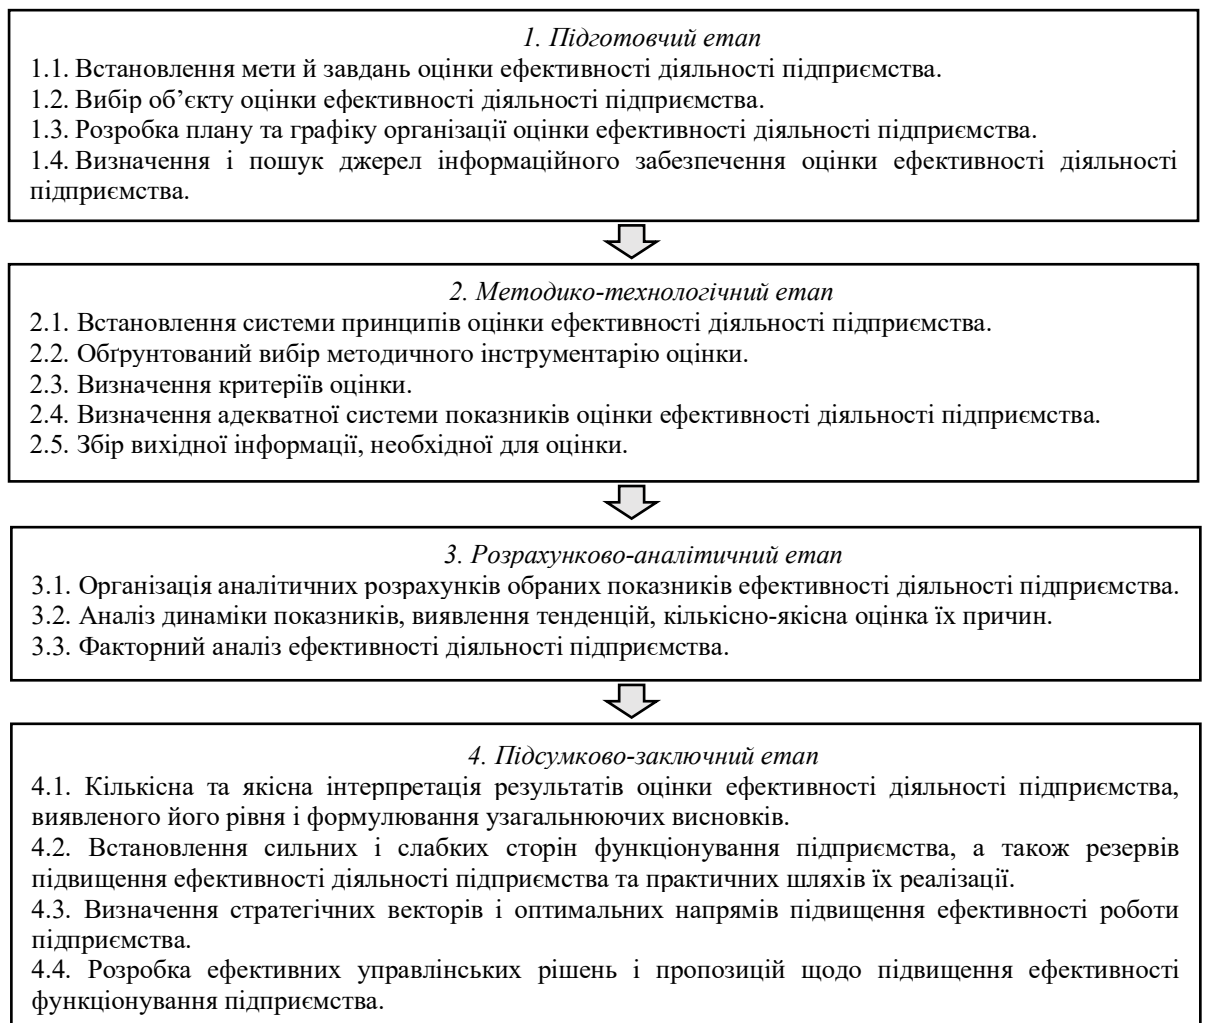 1. Підготовчий етап
1.1. Встановлення мети й завдань оцінки ефективності діяльності підприємства.
1.2. Вибір об’єкту оцінки ефективності діяльності підприємства.
1.3. Розробка плану та графіку організації оцінки ефективності діяльності підприємства.
1.4. Визначення і пошук джерел інформаційного забезпечення оцінки ефективності діяльності
підприємства.
2. Методико-технологічний етап
2.1. Встановлення системи принципів оцінки ефективності діяльності підприємства.
2.2. Обґрунтований вибір методичного інструментарію оцінки.
2.3. Визначення критеріїв оцінки.
2.4. Визначення адекватної системи показників оцінки ефективності діяльності підприємства.
2.5. Збір вихідної інформації, необхідної для оцінки.
3. Розрахунково-аналітичний етап
3.1. Організація аналітичних розрахунків обраних показників ефективності діяльності підприємства.
3.2. Аналіз динаміки показників, виявлення тенденцій, кількісно-якісна оцінка їх причин.
3.3. Факторний аналіз ефективності діяльності підприємства.
4. Підсумково-заключний етап
4.1. Кількісна та якісна інтерпретація результатів оцінки ефективності діяльності підприємства,
виявленого його рівня і формулювання узагальнюючих висновків.
4.2. Встановлення сильних і слабких сторін функціонування підприємства, а також резервів
підвищення ефективності діяльності підприємства та практичних шляхів їх реалізації.
4.3. Визначення стратегічних векторів і оптимальних напрямів підвищення ефективності роботи
підприємства.
4.4. Розробка ефективних управлінських рішень і пропозицій щодо підвищення ефективності
функціонування підприємства.